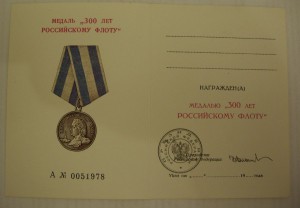 МЕДАЛЬ „300 ЛЕТ
РОССИЙСКОМУ ФЛОТУ"
А № 0051978
НАГРАЖДЕН(А)
МЕДАЛЬЮ „300 ЛЕТ
РОССИЙСКОМУ ФЛОТУ"